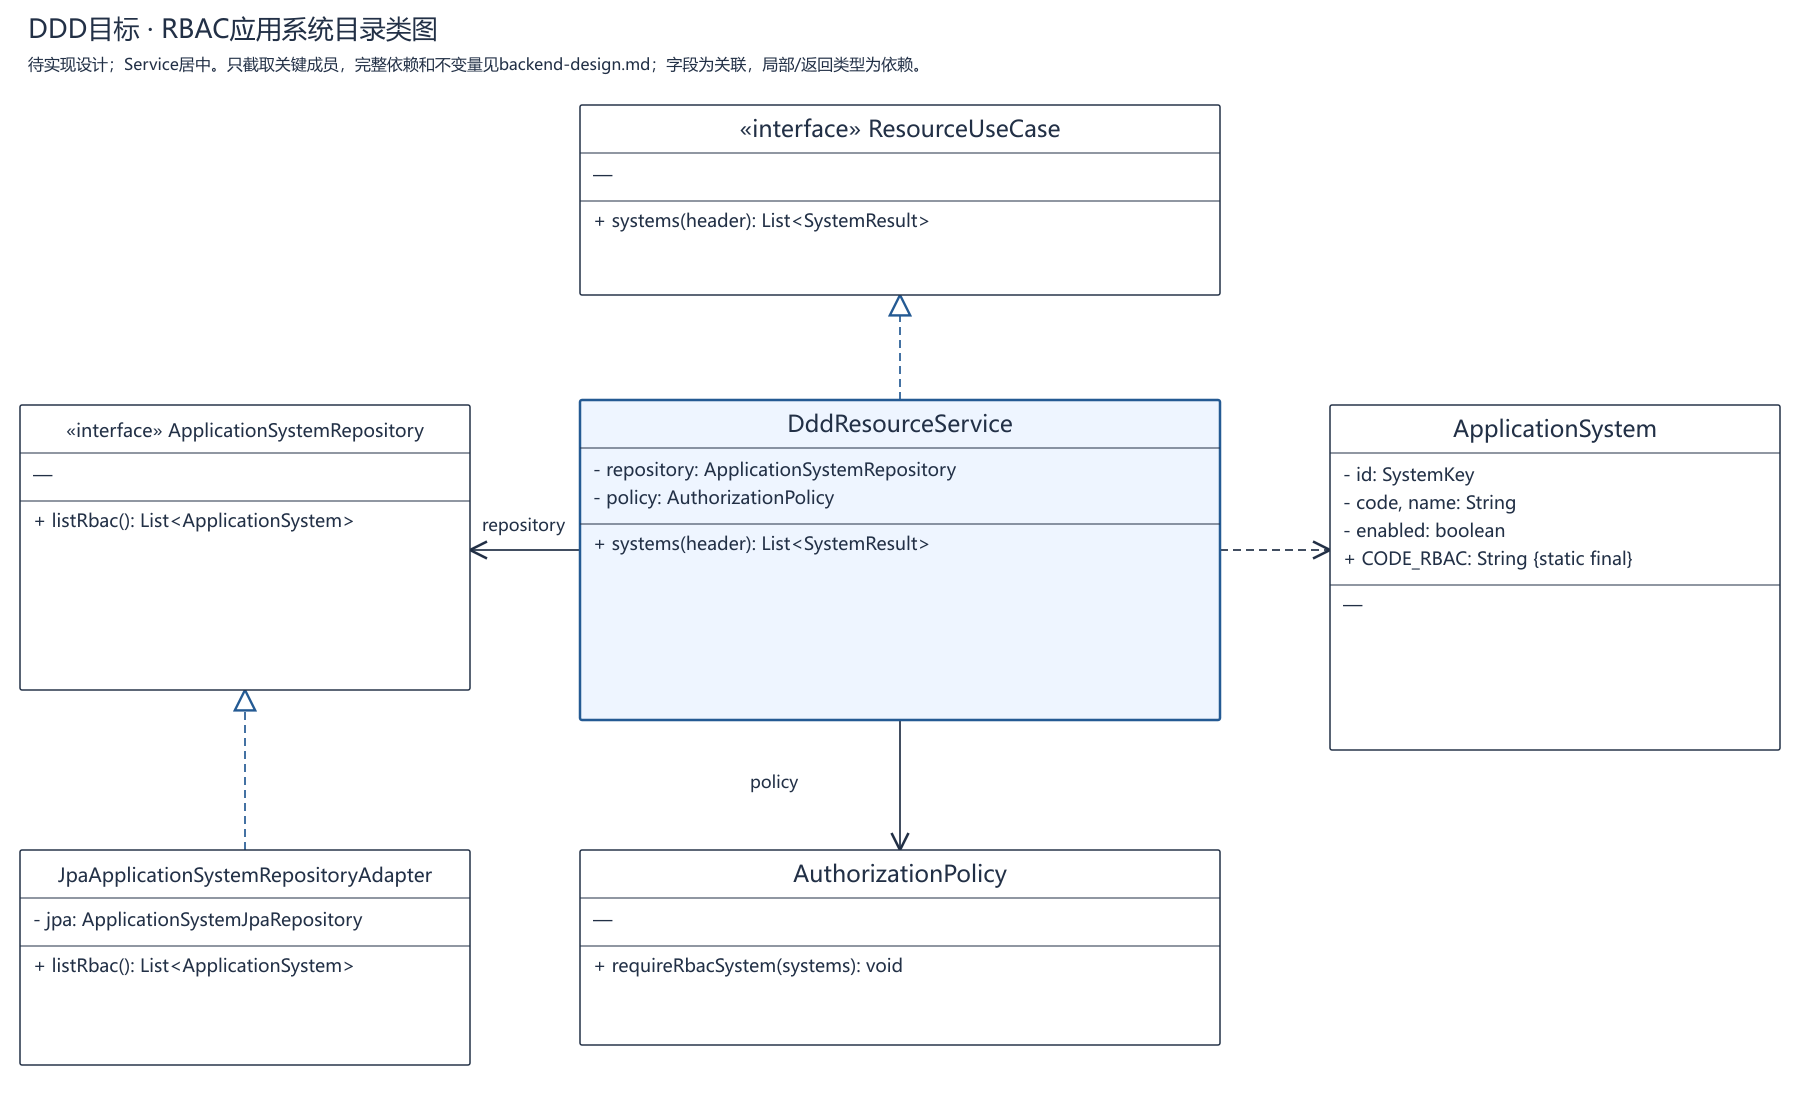 DDD目标 · RBAC应用系统目录类图
待实现设计；Service居中。只截取关键成员，完整依赖和不变量见backend-design.md；字段为关联，局部/返回类型为依赖。
«interface» ResourceUseCase
—
+ systems(header): List<SystemResult>
«interface» ApplicationSystemRepository
—
+ listRbac(): List<ApplicationSystem>
repository
DddResourceService
- repository: ApplicationSystemRepository
- policy: AuthorizationPolicy
+ systems(header): List<SystemResult>
ApplicationSystem
- id: SystemKey
- code, name: String
- enabled: boolean
+ CODE_RBAC: String {static final}
—
policy
JpaApplicationSystemRepositoryAdapter
- jpa: ApplicationSystemJpaRepository
+ listRbac(): List<ApplicationSystem>
AuthorizationPolicy
—
+ requireRbacSystem(systems): void